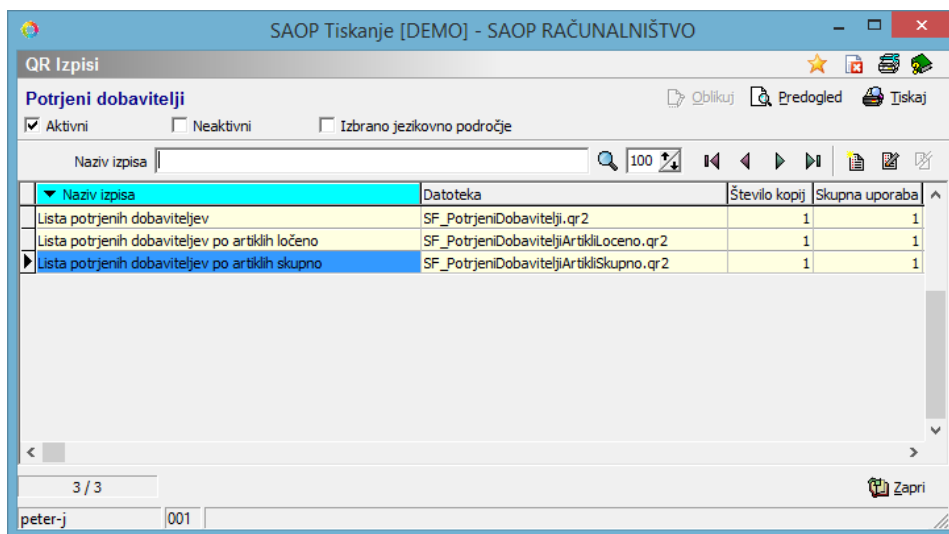 SAOP Tiskanje [DEMO] - SAOP RAČUNALNIŠTVO
QR Izpisi
Potrjeni dobavitelji
Oblikuj Predogled Tiskaj
Aktivni Neaktivni Izbrano jezikovno področje
Naziv izpisa 100
Naziv izpisa Datoteka Število kopij Skupna uporaba
Lista potrjenih dobaviteljev SF_PotrjeniDobavitelji.qr2 1 1
Lista potrjenih dobaviteljev po artiklih ločeno SF_PotrjeniDobaviteljiArtikliLoceno.qr2 1 1
Lista potrjenih dobaviteljev po artiklih skupno SF_PotrjeniDobaviteljiArtikliSkupno.qr2 1 1
3 / 3 Zapri
peter-j 001